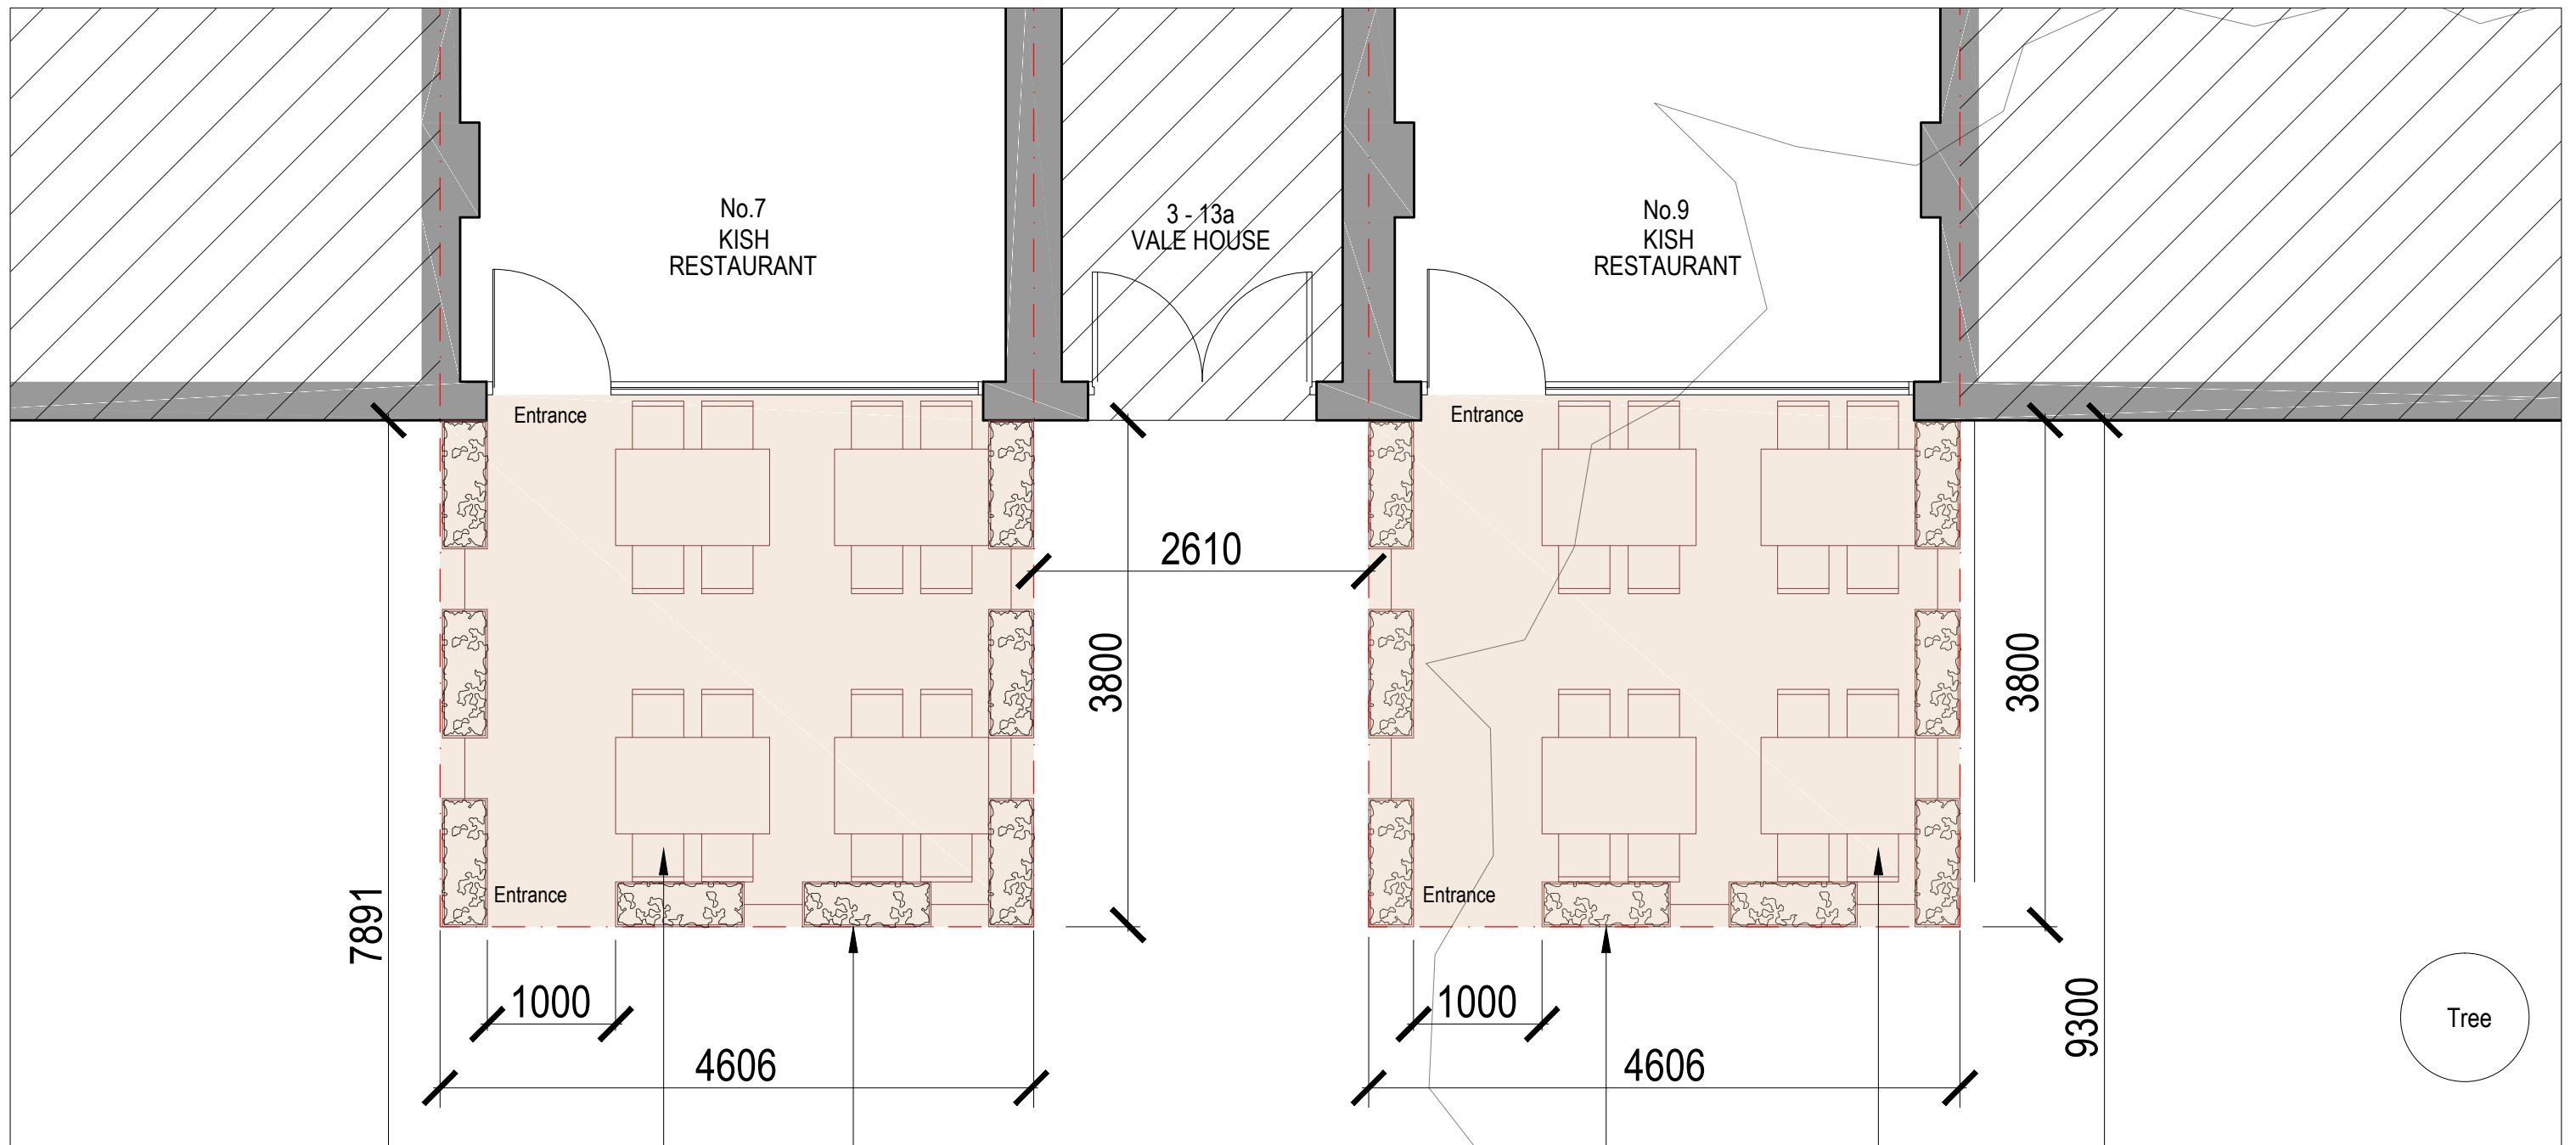 No.7
KISH
RESTAURANT
3 - 13a
VALE HOUSE
No.9
KISH
RESTAURANT
Entrance
Entrance
2610
3800
3800
7891
Entrance
Entrance
1000
1000
9300
Tree
4606
4606